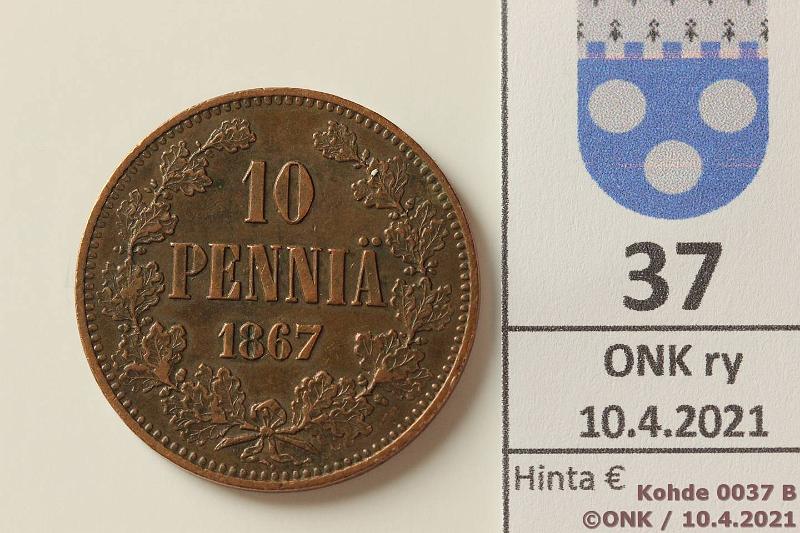 10
PENNIÄ
1867
37
ONK ry
10.4.2021
Hinta €
Kohde 0037 B
©ONK / 10.4.2021